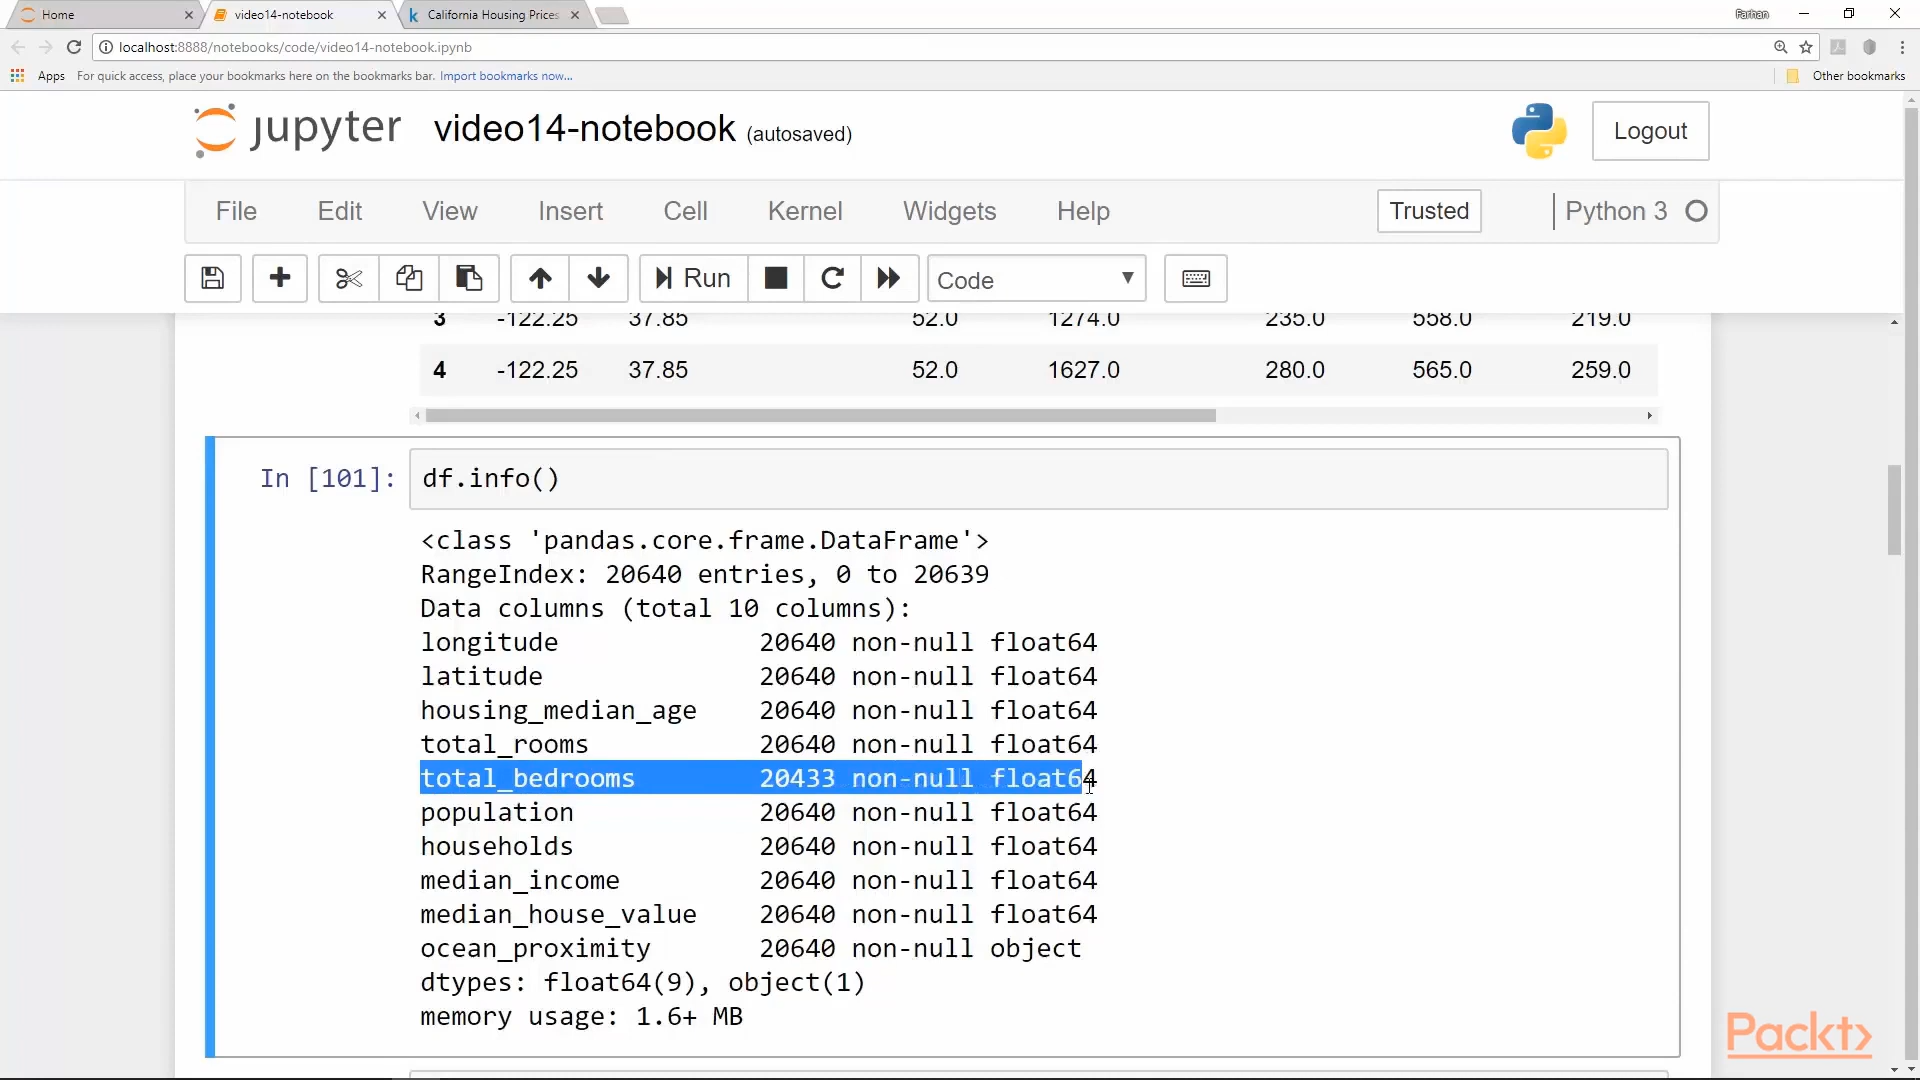 Home
video14-notebook
California Housing Prices
Farhan
localhost:8888/notebooks/code/video14-notebook.ipynb
Apps For quick access, place your bookmarks here on the bookmarks bar. Import bookmarks now...
Other bookmarks
jupyter video14-notebook (autosaved)
Logout
File Edit View Insert Cell Kernel Widgets Help
Trusted
Python 3
Run
Code
3 -122.25 37.85 52.0 1274.0 235.0 558.0 219.0
4 -122.25 37.85 52.0 1627.0 280.0 565.0 259.0
In [101]: df.info()
<class 'pandas.core.frame.DataFrame'>
RangeIndex: 20640 entries, 0 to 20639
Data columns (total 10 columns):
longitude 20640 non-null float64
latitude 20640 non-null float64
housing_median_age 20640 non-null float64
total_rooms 20640 non-null float64
total_bedrooms 20433 non-null float64
population 20640 non-null float64
households 20640 non-null float64
median_income 20640 non-null float64
median_house_value 20640 non-null float64
ocean_proximity 20640 non-null object
dtypes: float64(9), object(1)
memory usage: 1.6+ MB
Packt>